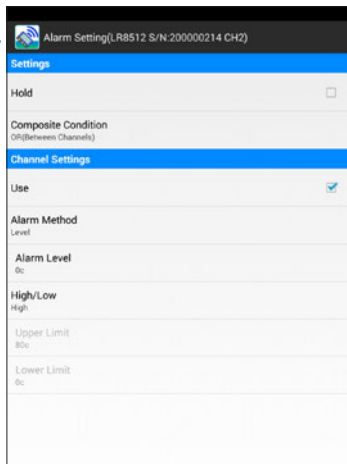 Alarm Setting(LR8512 S/N:200000214 CH2)
Settings
Hold
Composite Condition
OR(Between Channels)
Channel Settings
Use
Alarm Method
Level
Alarm Level
0c
High/Low
High
Upper Limit
80c
Lower Limit
0c